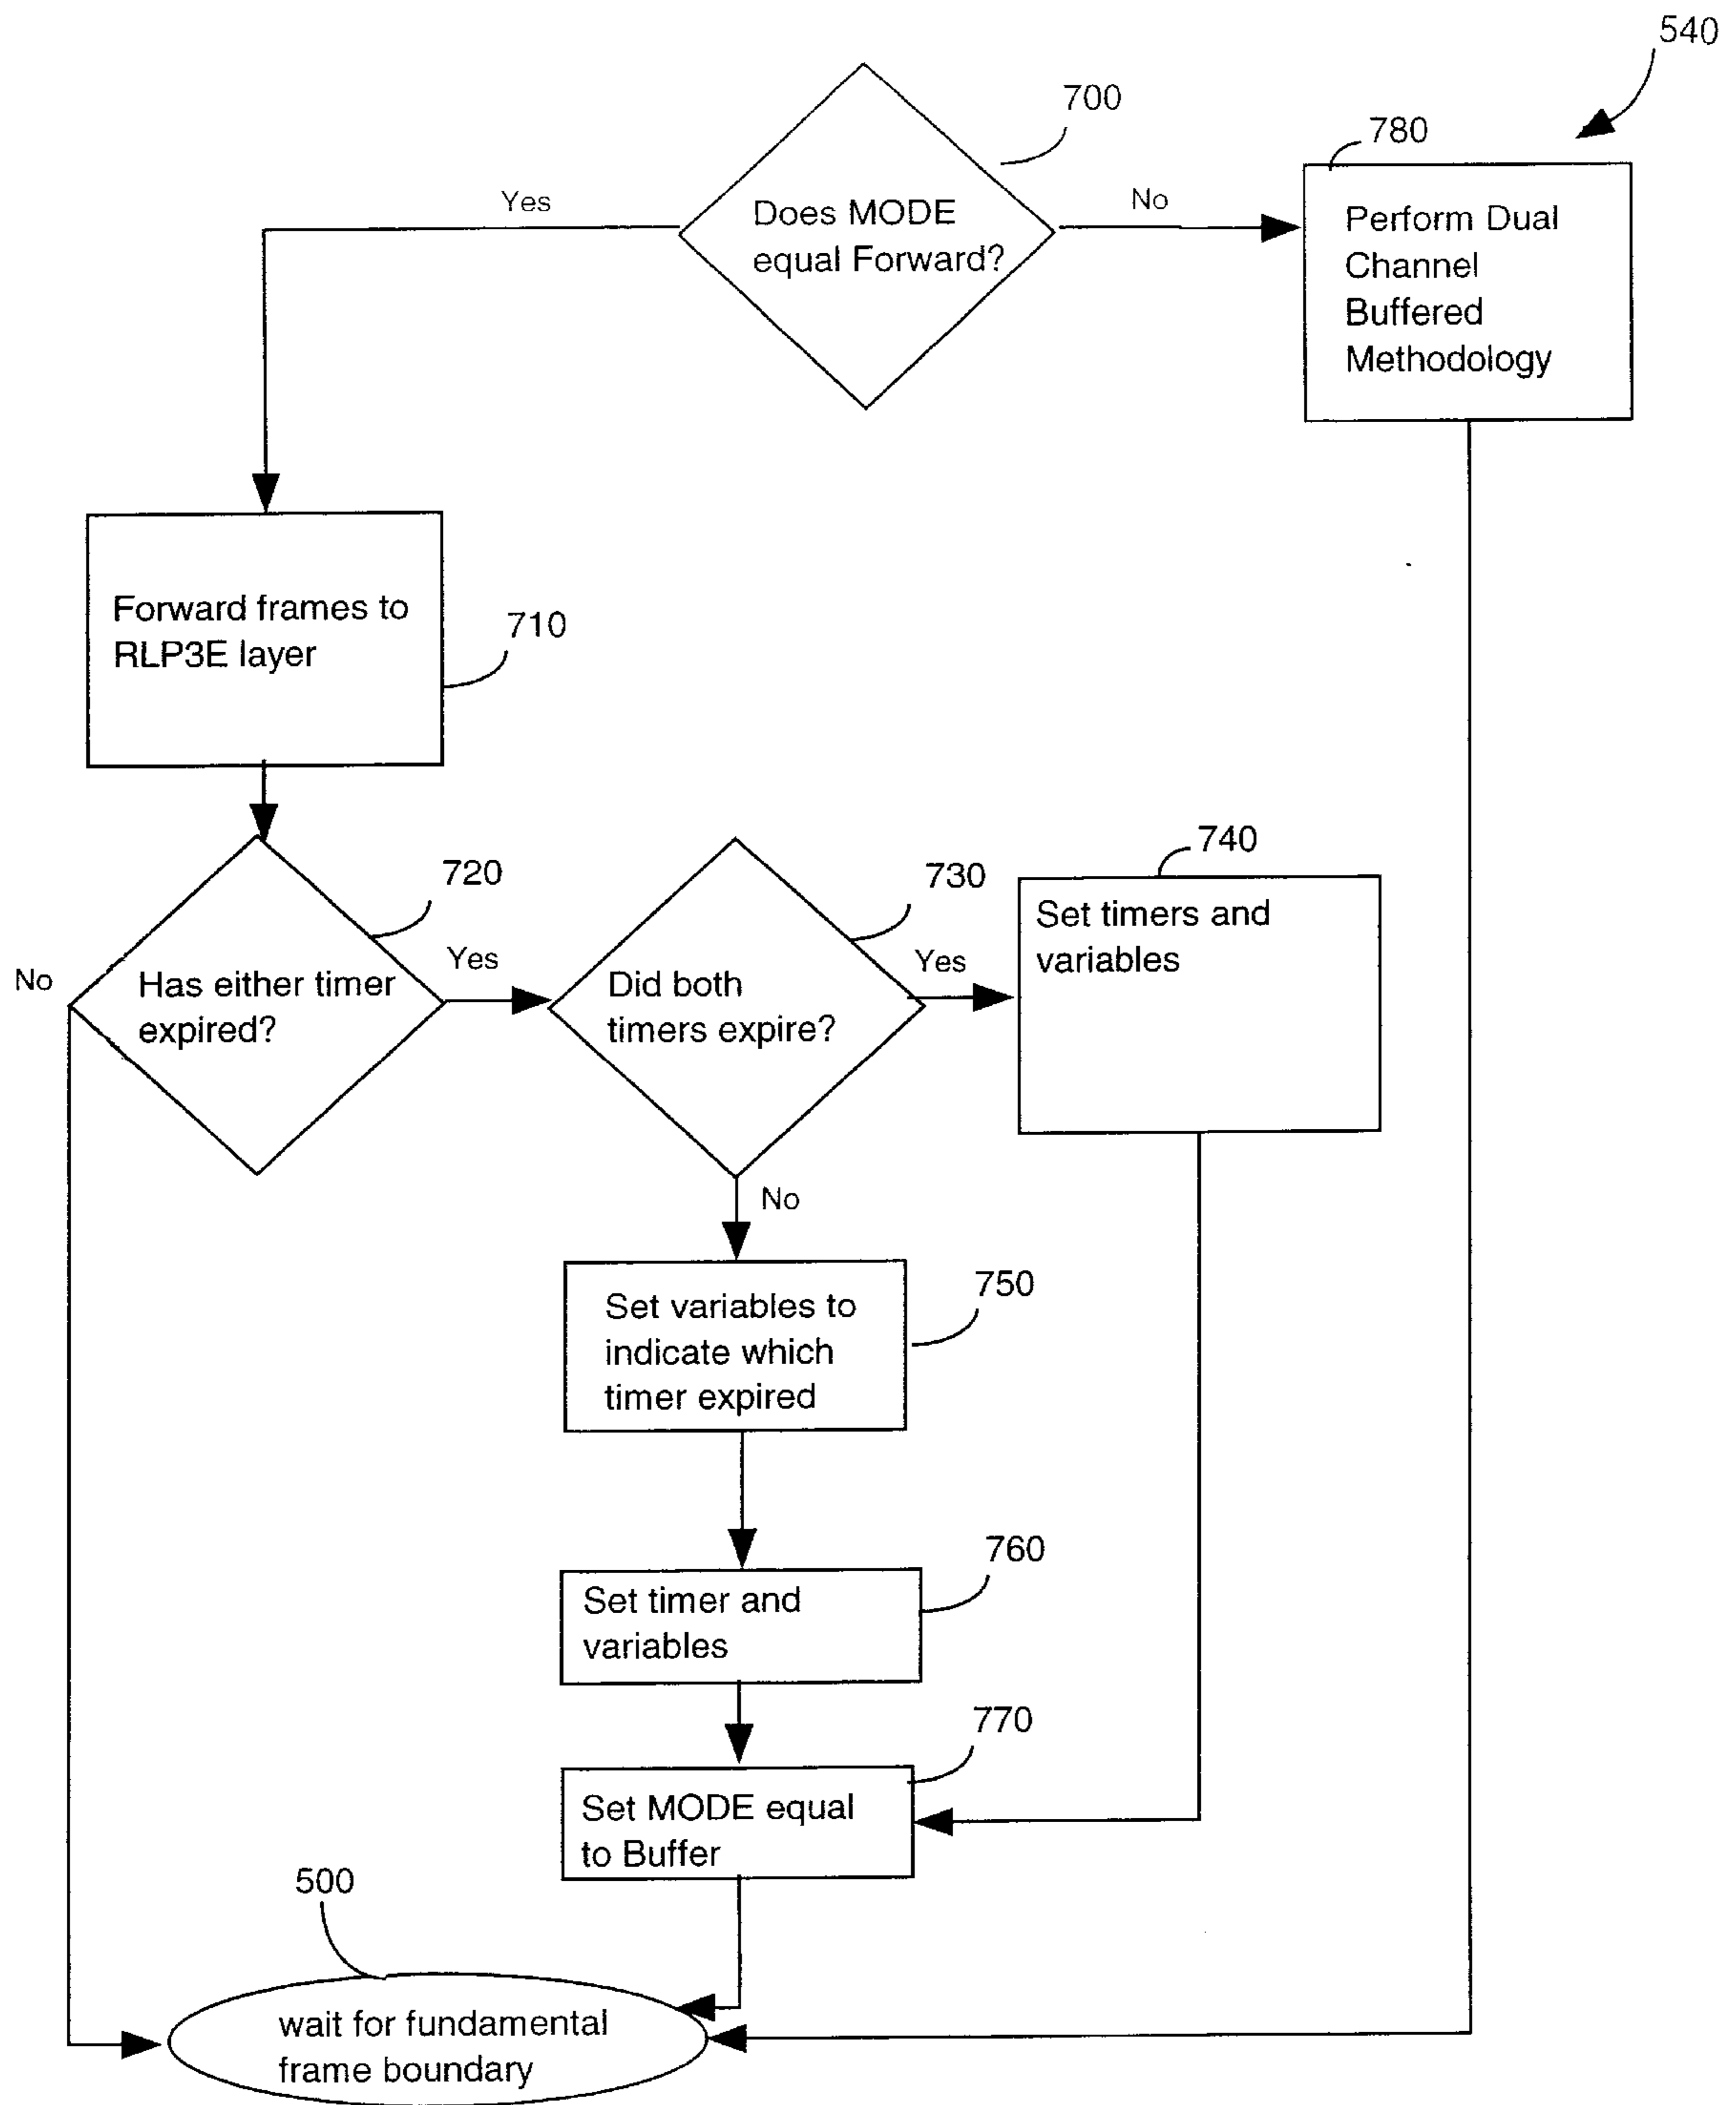 540
700
780
Yes
No
Does MODE
equal Forward?
Perform Dual
Channel
Buffered
Methodology
Forward frames to
RLP3E layer
710
720
730
740
No
Yes
Yes
Has either timer
expired?
Did both
timers expire?
Set timers and
variables
No
750
Set variables to
indicate which
timer expired
760
Set timer and
variables
770
Set MODE equal
to Buffer
500
wait for fundamental
frame boundary